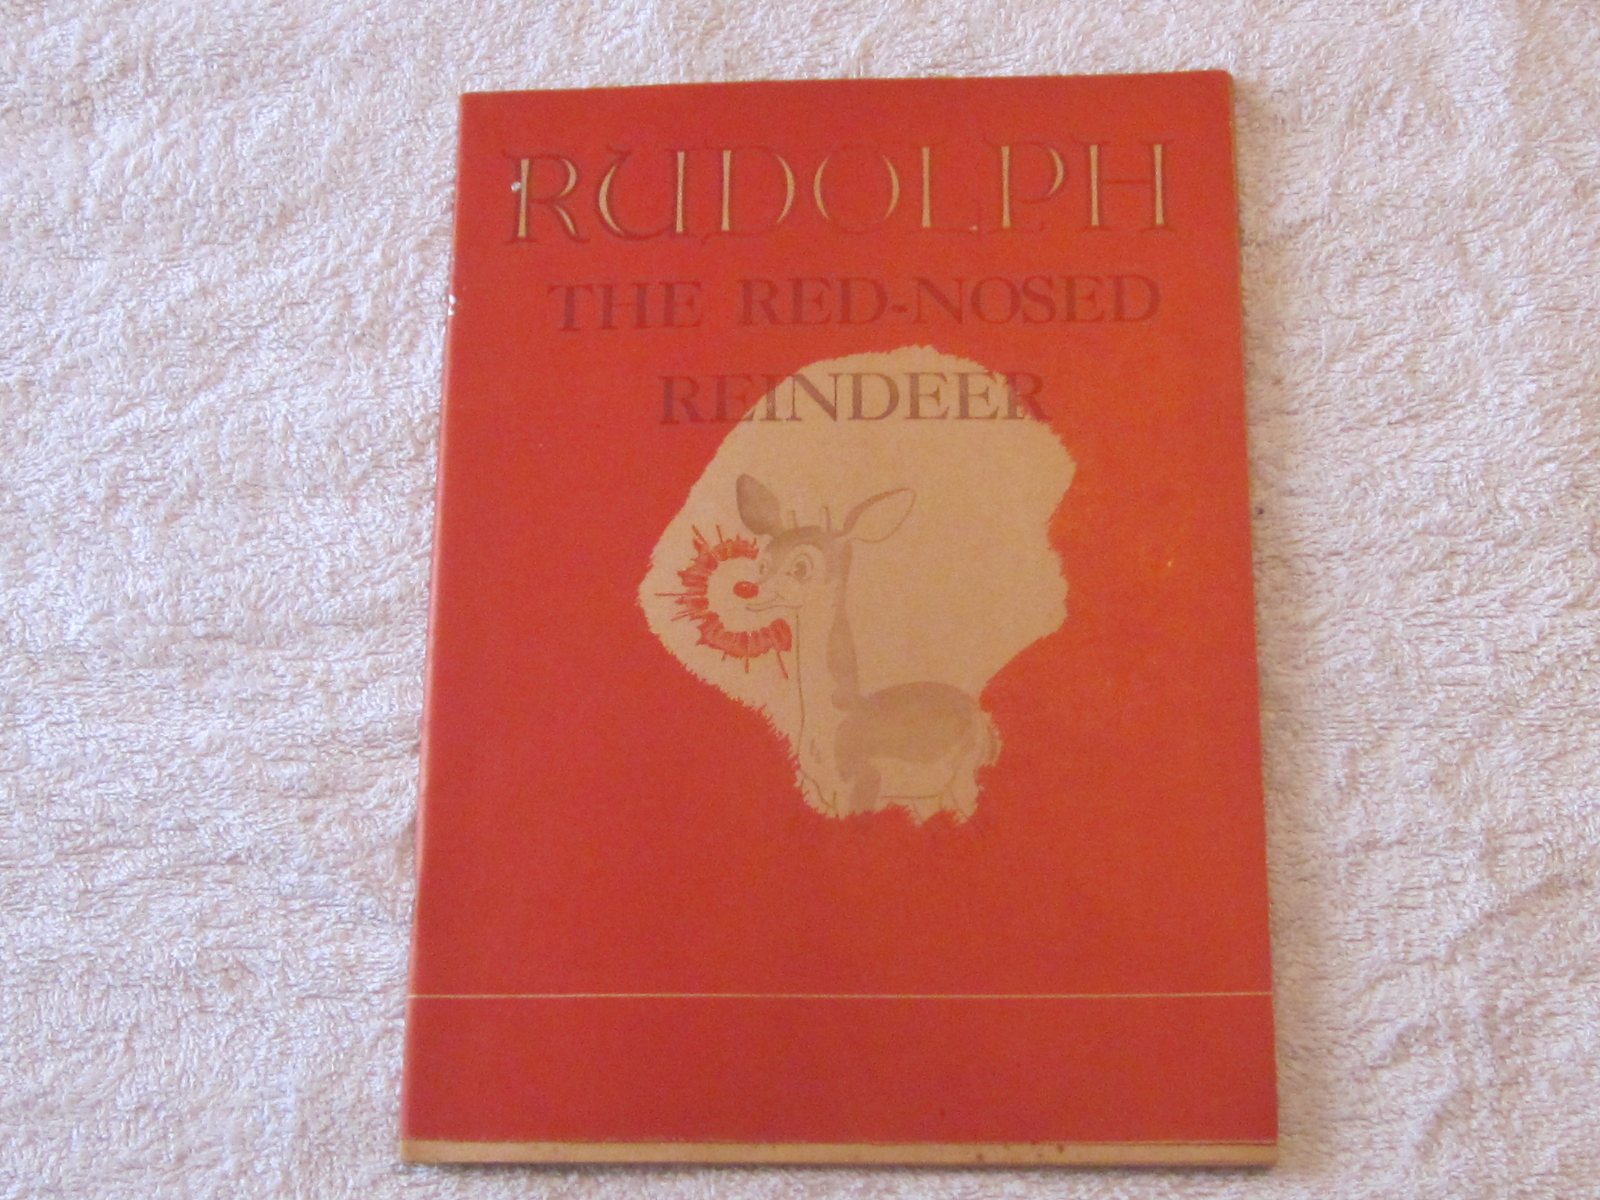 RUDOLPH
THE RED-NOSED
REINDEER